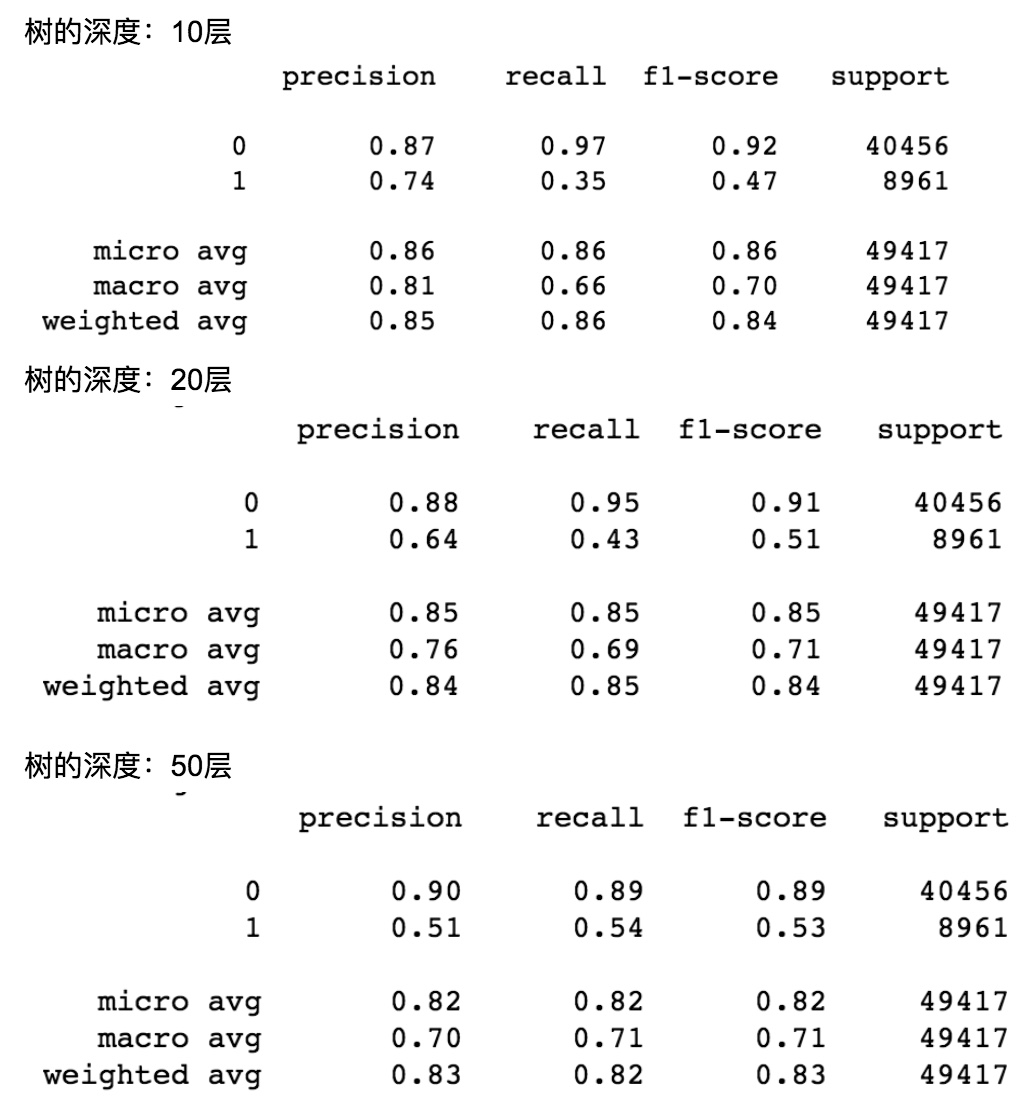 树的深度：10层
precision recall f1-score support
0 0.87 0.97 0.92 40456
1 0.74 0.35 0.47 8961
micro avg 0.86 0.86 0.86 49417
macro avg 0.81 0.66 0.70 49417
weighted avg 0.85 0.86 0.84 49417
树的深度：20层
precision recall f1-score support
0 0.88 0.95 0.91 40456
1 0.64 0.43 0.51 8961
micro avg 0.85 0.85 0.85 49417
macro avg 0.76 0.69 0.71 49417
weighted avg 0.84 0.85 0.84 49417
树的深度：50层
precision recall f1-score support
0 0.90 0.89 0.89 40456
1 0.51 0.54 0.53 8961
micro avg 0.82 0.82 0.82 49417
macro avg 0.70 0.71 0.71 49417
weighted avg 0.83 0.82 0.83 49417